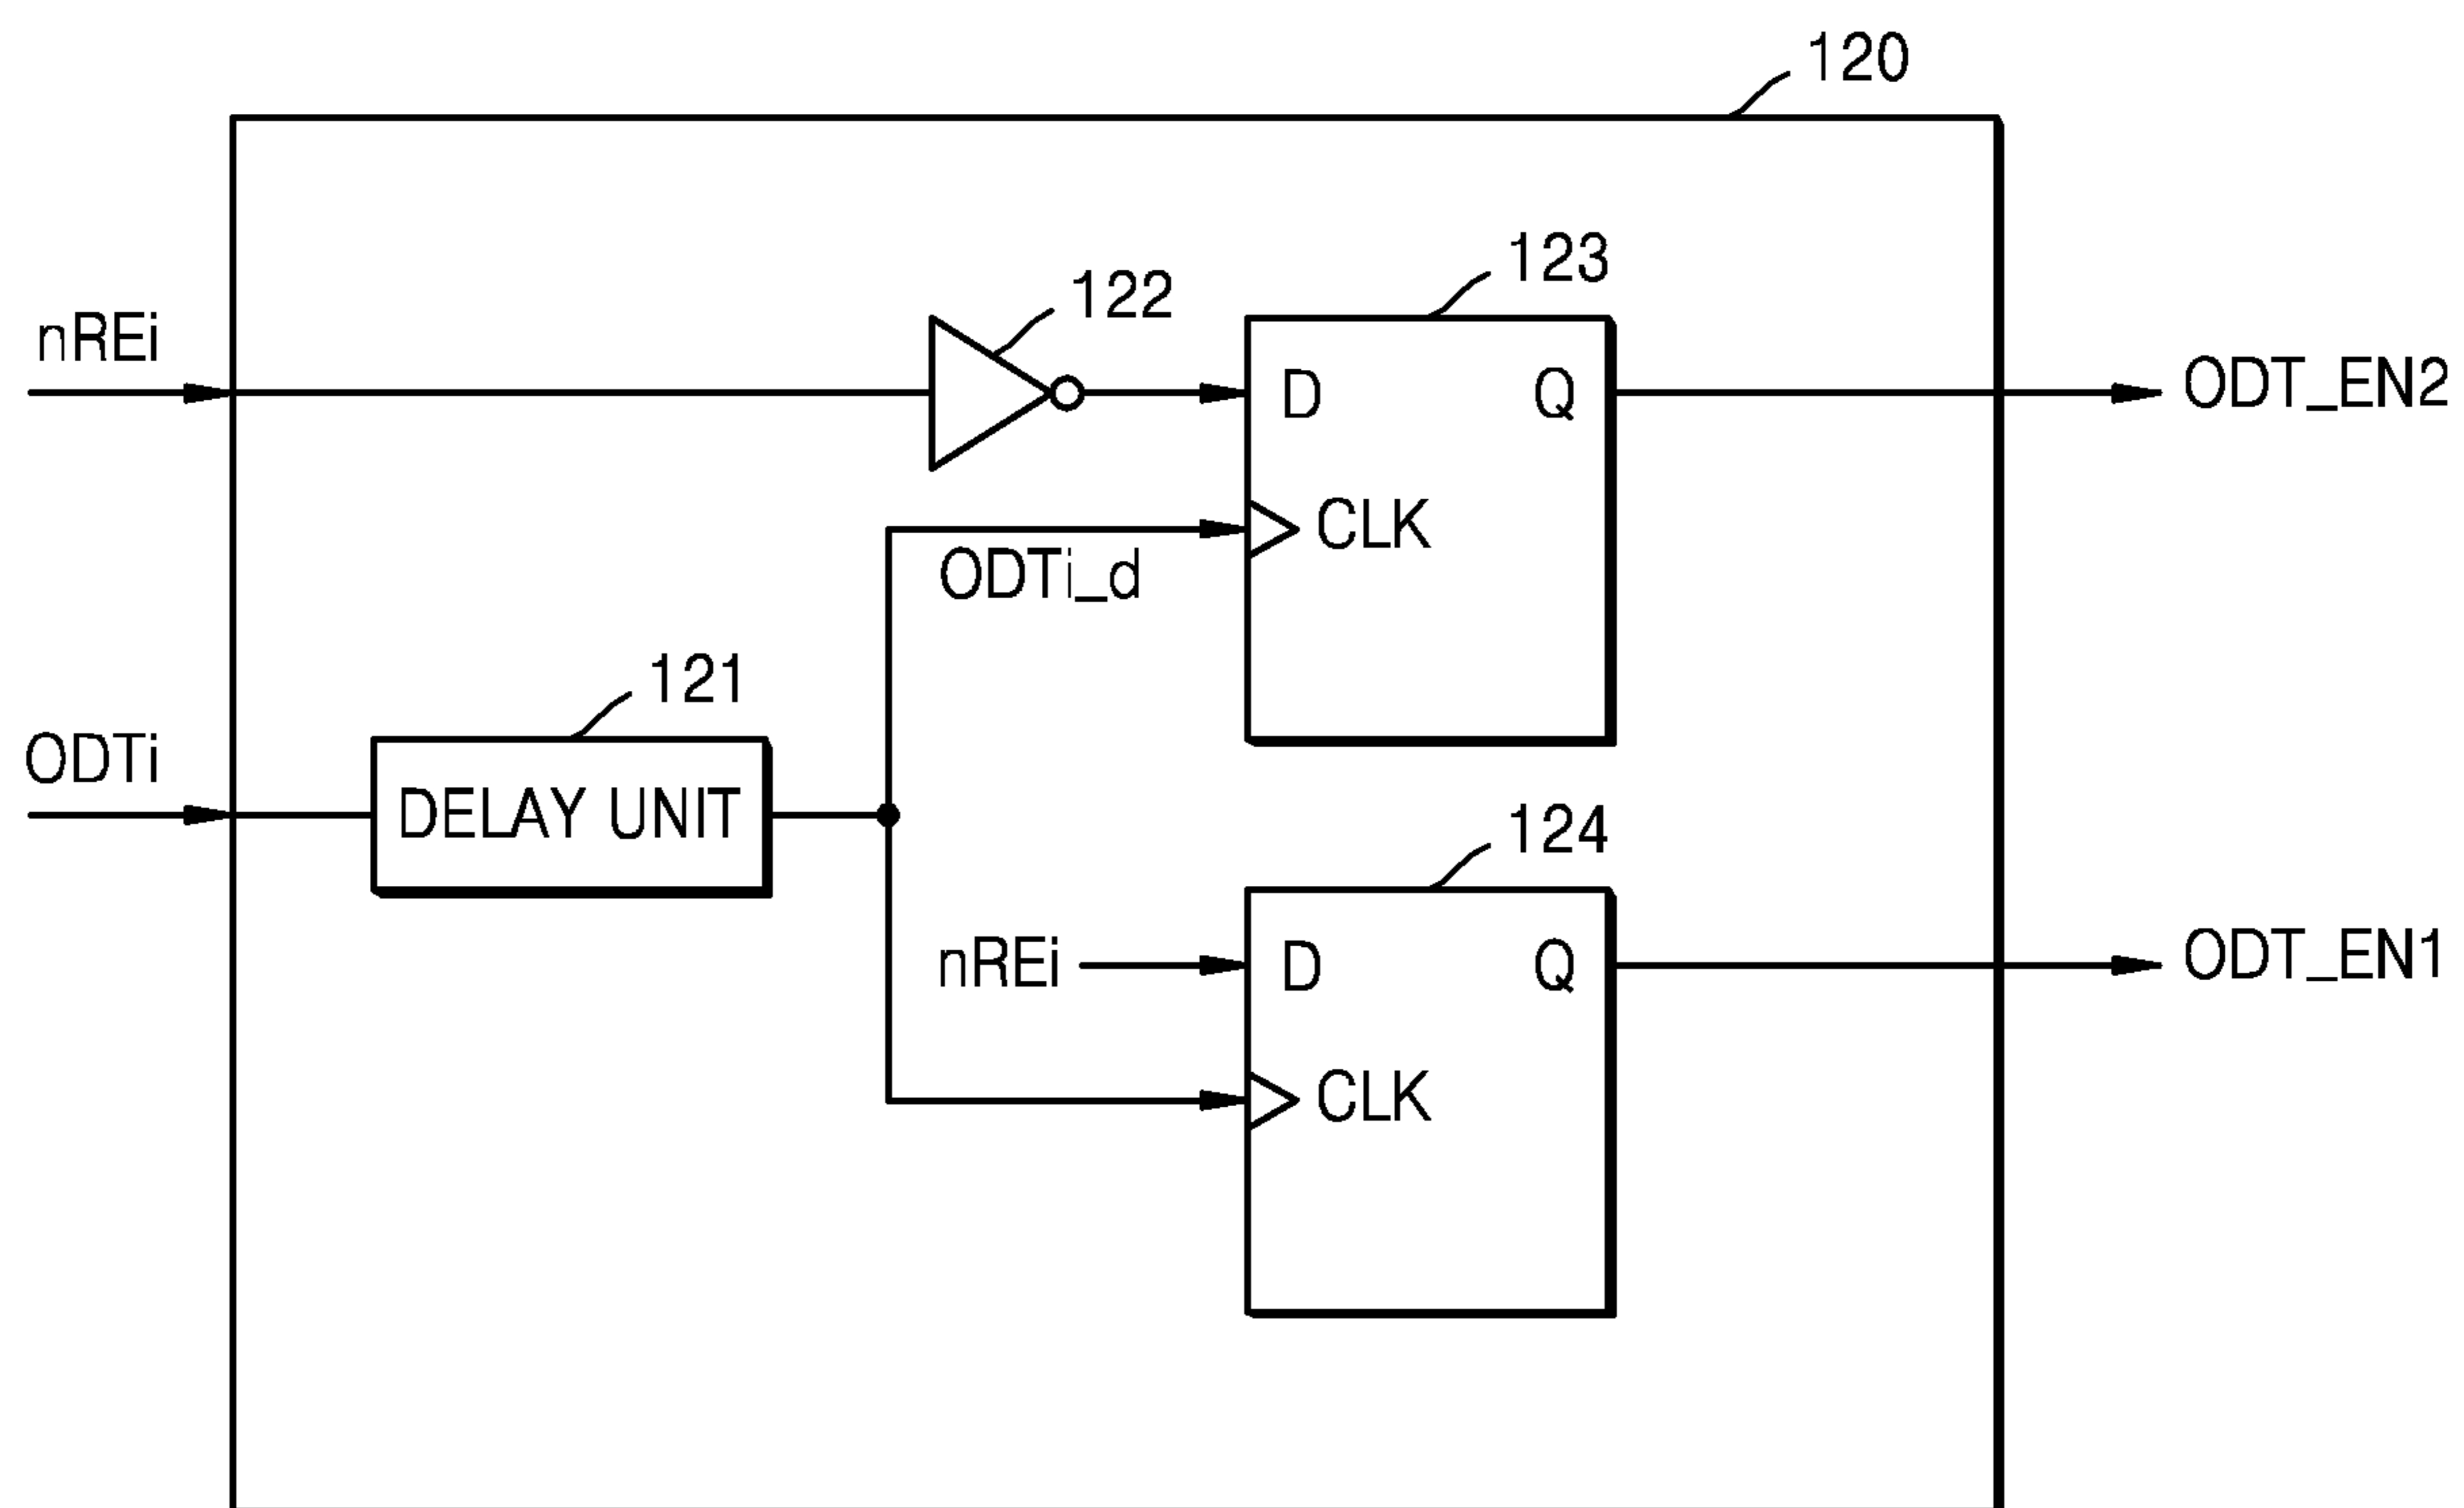 120
123
122
nREi
D
Q
ODT_EN2
CLK
ODTi_d
121
ODTi
DELAY UNIT
124
nREi
D
Q
ODT_EN1
CLK